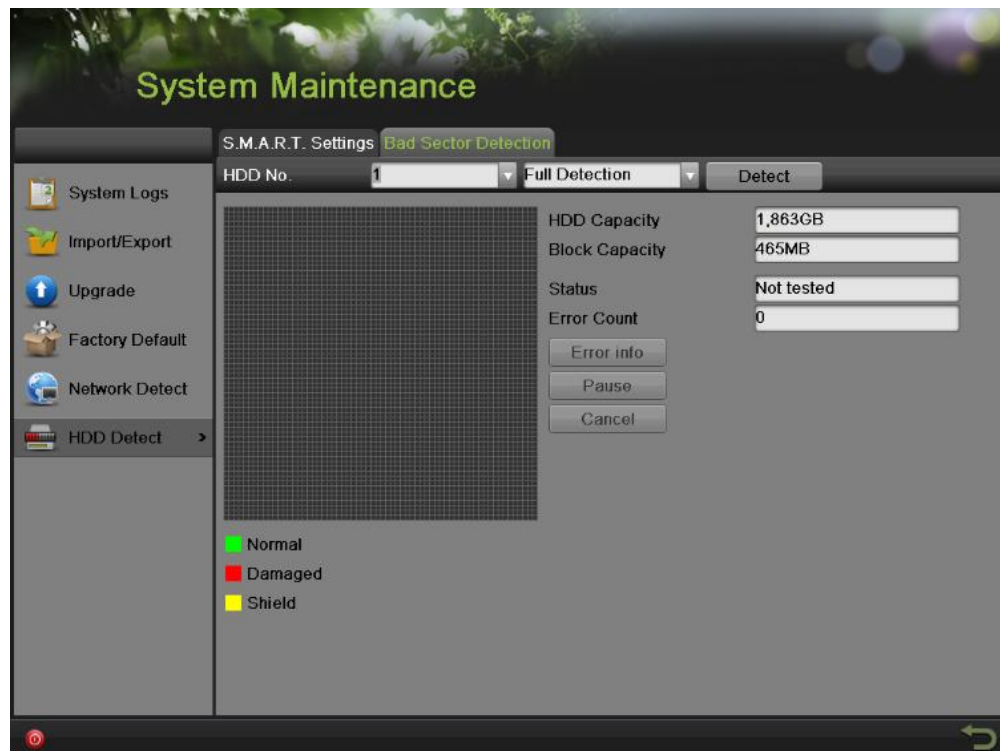 System Maintenance
S.M.A.R.T. Settings Bad Sector Detection
HDD No. 1 Full Detection Detect
System Logs
Import/Export
Upgrade
Factory Default
Network Detect
HDD Detect >
HDD Capacity 1,863GB
Block Capacity 465MB
Status Not tested
Error Count 0
Error info
Pause
Cancel
Normal
Damaged
Shield